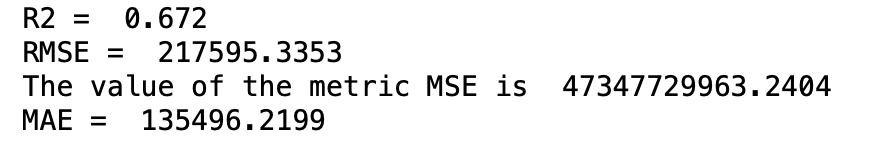 R2 =  0.672
RMSE =  217595.3353
The value of the metric MSE is  47347729963.2404
MAE =  135496.2199